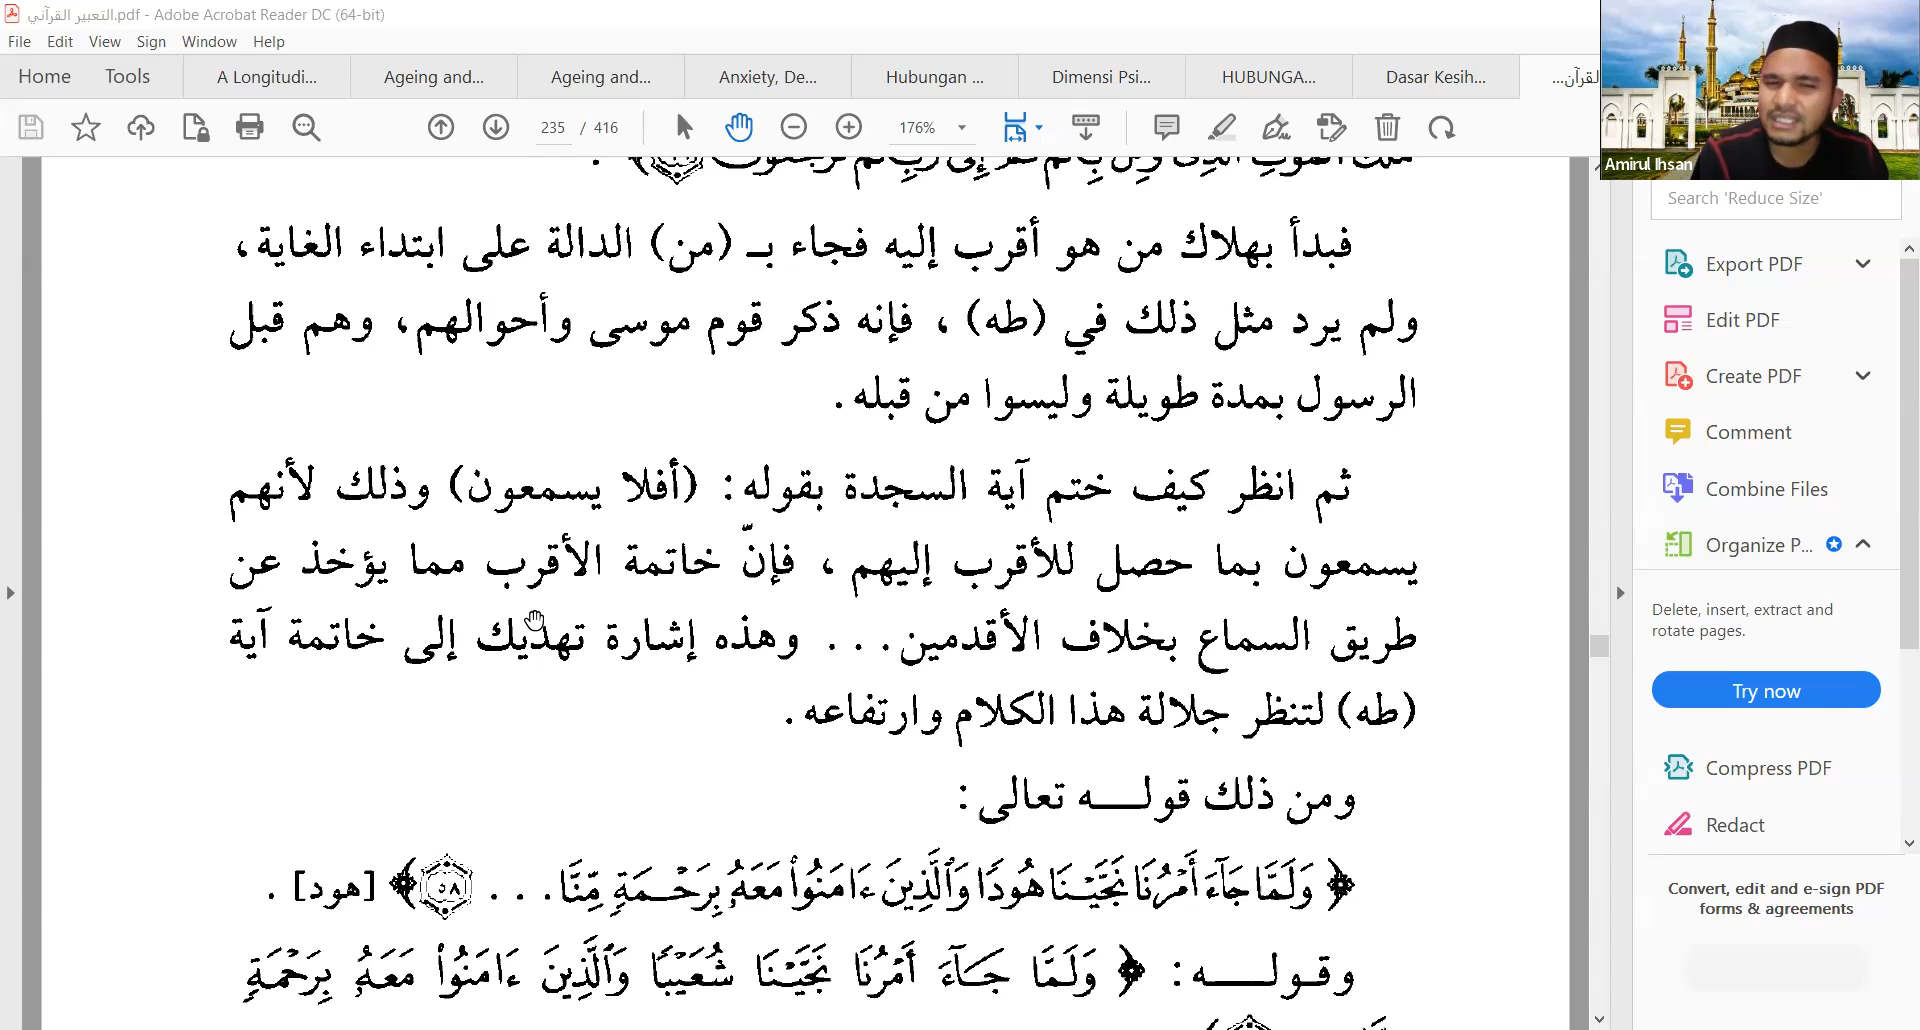 التعبير القرآني.pdf - Adobe Acrobat Reader DC (64-bit)
File Edit View Sign Window Help
Home Tools A Longitudi... Ageing and... Ageing and... Anxiety, De... Hubungan ... Dimensi Psi... HUBUNGA... Dasar Kesih...
235 / 416 176%
Amirul Ihsan
Search 'Reduce Size'
فبدأ بهلاك من هو أقرب إليه فجاء بـ (من) الدالة على ابتداء الغاية،
ولم يرد مثل ذلك في (طه) ، فإنه ذكر قوم موسى وأحوالهم، وهم قبل
الرسول بمدة طويلة وليسوا من قبله .
ثم انظر كيف ختم آية السجدة بقوله: (أفلا يسمعون) وذلك لأنهم
يسمعون بما حصل للأقرب إليهم ، فإنّ خاتمة الأقرب مما يؤخذ عن
طريق السماع بخلاف الأقدمين . . . وهذه إشارة تهديك إلى خاتمة آية
(طه) لتنظر جلالة هذا الكلام وارتفاعه .
ومن ذلك قولـــه تعالى :
﴿ وَلَمَّا جَآءَ أَمْرُنَا نَجَّيْنَا هُودًا وَٱلَّذِينَ ءَامَنُوا۟ مَعَهُۥ بِرَحْمَةٍ مِّنَّا . . . ٥٨ ﴾ [هود] .
وقولـــه : ﴿ وَلَمَّا جَآءَ أَمْرُنَا نَجَّيْنَا شُعَيْبًا وَٱلَّذِينَ ءَامَنُوا۟ مَعَهُۥ بِرَحْمَةٍ
Export PDF
Edit PDF
Create PDF
Comment
Combine Files
Organize P...
Delete, insert, extract and
rotate pages.
Try now
Compress PDF
Redact
Convert, edit and e-sign PDF
forms & agreements